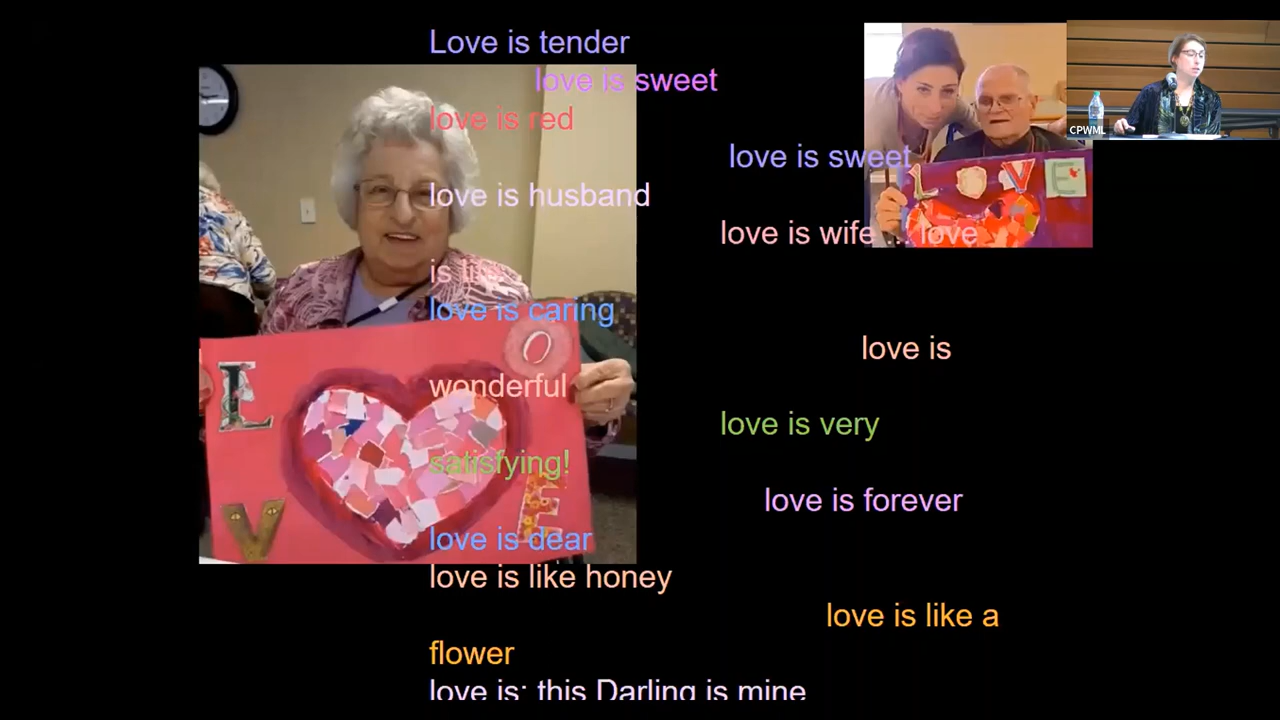 Love is tender
love is sweet
love is red
love is sweet
love is husband
love is wife ... love
is
love is caring
love is
wonderful
love is very
satisfying!
love is forever
love is dear
love is like honey
love is like a
flower
love is: this Darling is mine
L O V E
L O V E
CPWML